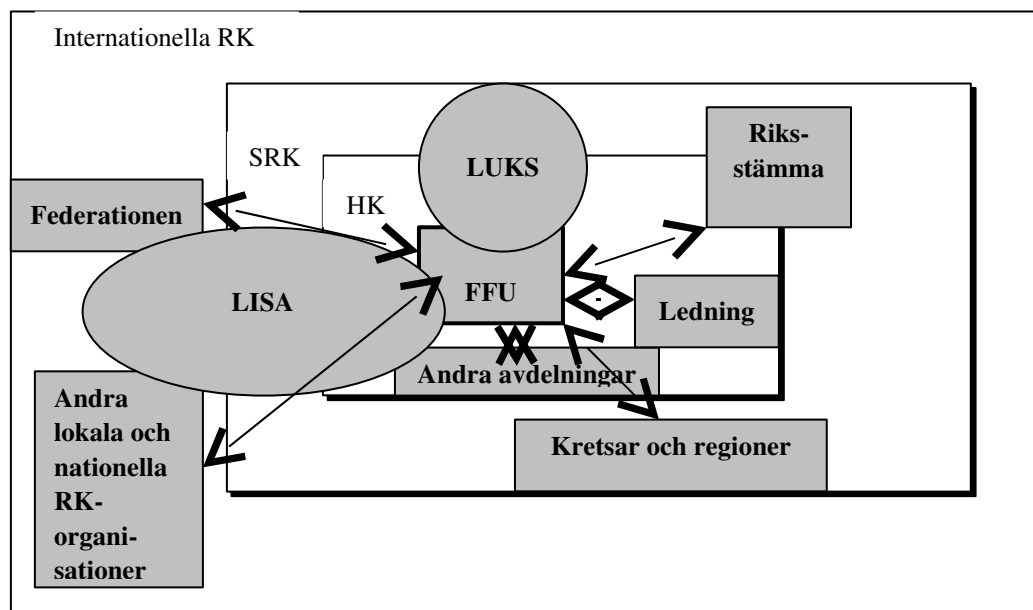 Internationella RK
SRK
HK
LUKS
Riks-
stämma
Federationen
LISA
FFU
Ledning
Andra avdelningar
Andra
lokala och
nationella
RK-
organi-
sationer
Kretsar och regioner